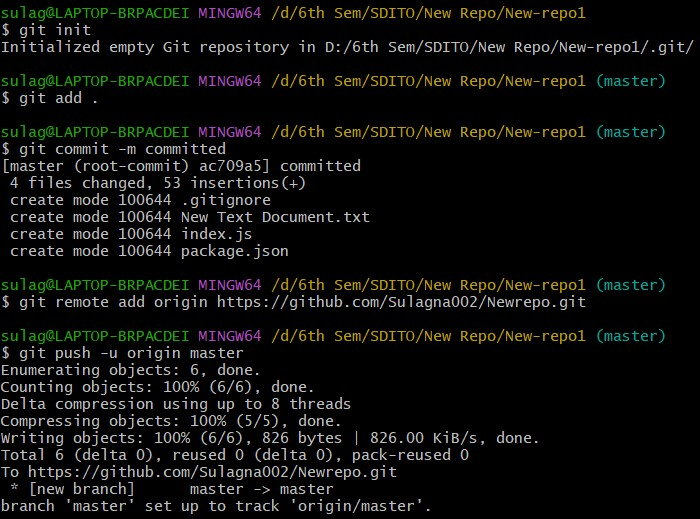 sulag@LAPTOP-BRPACDEI MINGW64 /d/6th Sem/SDITO/New Repo/New-repo1
$ git init
Initialized empty Git repository in D:/6th Sem/SDITO/New Repo/New-repo1/.git/
sulag@LAPTOP-BRPACDEI MINGW64 /d/6th Sem/SDITO/New Repo/New-repo1 (master)
$ git add .
sulag@LAPTOP-BRPACDEI MINGW64 /d/6th Sem/SDITO/New Repo/New-repo1 (master)
$ git commit -m committed
[master (root-commit) ac709a5] committed
 4 files changed, 53 insertions(+)
 create mode 100644 .gitignore
 create mode 100644 New Text Document.txt
 create mode 100644 index.js
 create mode 100644 package.json
sulag@LAPTOP-BRPACDEI MINGW64 /d/6th Sem/SDITO/New Repo/New-repo1 (master)
$ git remote add origin https://github.com/Sulagna002/Newrepo.git
sulag@LAPTOP-BRPACDEI MINGW64 /d/6th Sem/SDITO/New Repo/New-repo1 (master)
$ git push -u origin master
Enumerating objects: 6, done.
Counting objects: 100% (6/6), done.
Delta compression using up to 8 threads
Compressing objects: 100% (5/5), done.
Writing objects: 100% (6/6), 826 bytes | 826.00 KiB/s, done.
Total 6 (delta 0), reused 0 (delta 0), pack-reused 0
To https://github.com/Sulagna002/Newrepo.git
 * [new branch]      master -> master
branch 'master' set up to track 'origin/master'.